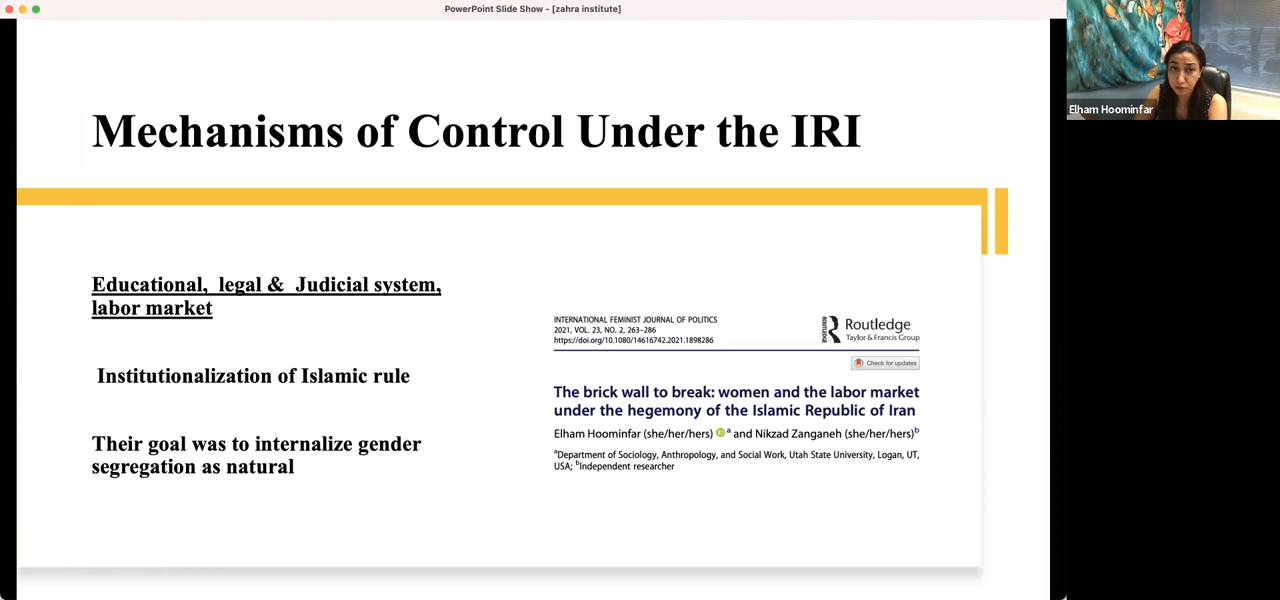 PowerPoint Slide Show - [zahra institute]
Mechanisms of Control Under the IRI
Educational, legal & Judicial system,
labor market
Institutionalization of Islamic rule
Their goal was to internalize gender
segregation as natural
INTERNATIONAL FEMINIST JOURNAL OF POLITICS
2021, VOL. 23, NO. 2, 263–286
https://doi.org/10.1080/14616742.2021.1898286
ROUTLEDGE
Routledge
Taylor & Francis Group
Check for updates
The brick wall to break: women and the labor market
under the hegemony of the Islamic Republic of Iran
Elham Hoominfar (she/her/hers) iD a and Nikzad Zanganeh (she/her/hers)b
aDepartment of Sociology, Anthropology, and Social Work, Utah State University, Logan, UT,
USA; bIndependent researcher
Elham Hoominfar